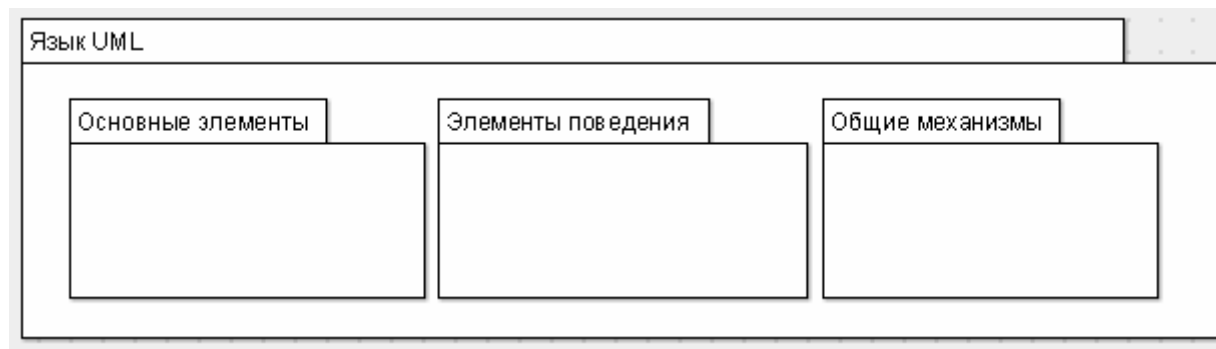 Язык UML
Основные элементы
Элементы поведения
Общие механизмы